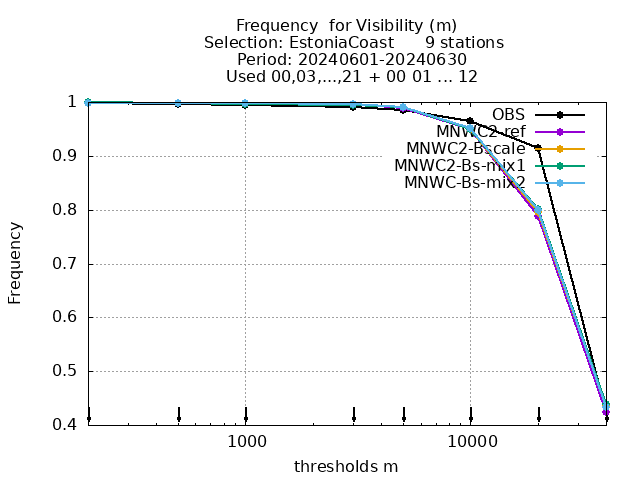 Frequency  for Visibility (m)
Selection: EstoniaCoast      9 stations
Period: 20240601-20240630
Used 00,03,...,21 + 00 01 ... 12
OBS
MNWC2-ref
MNWC2-Bscale
MNWC2-Bs-mix1
MNWC-Bs-mix2
1
0.9
0.8
0.7
0.6
0.5
0.4
Frequency
1000
10000
thresholds m